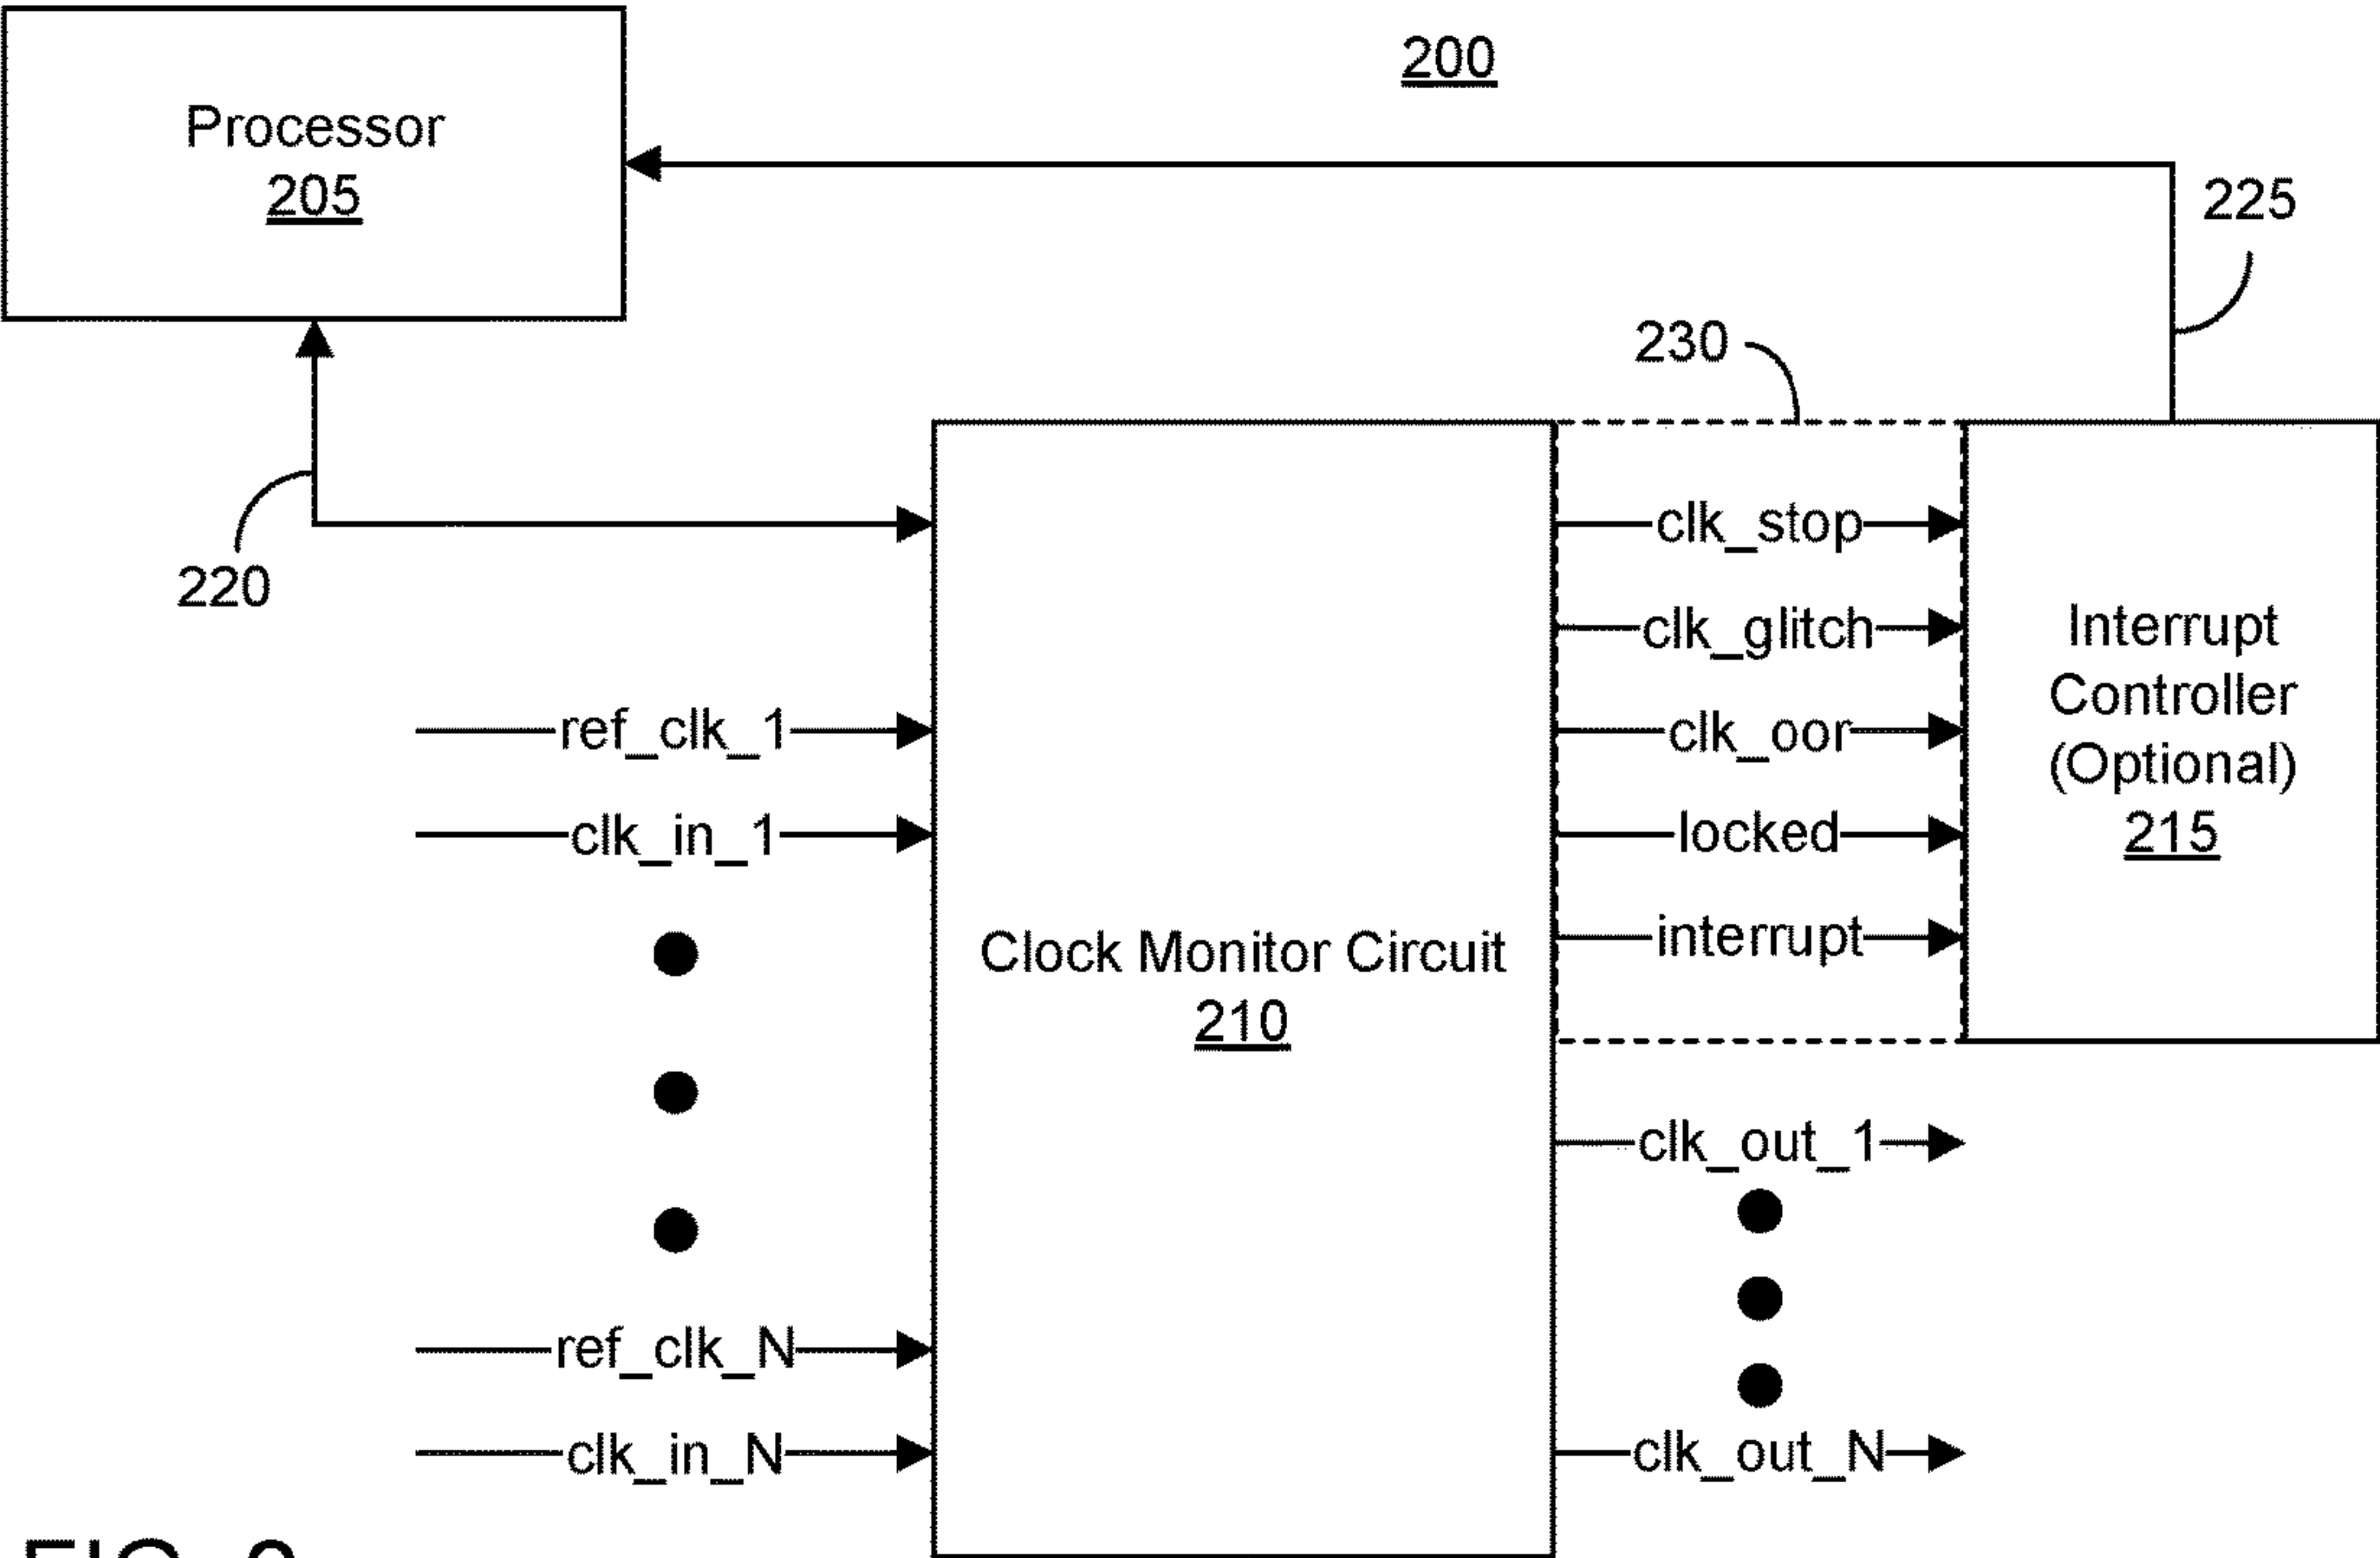 200
Processor
205
225
230
220
clk_stop
clk_glitch
clk_oor
locked
interrupt
Interrupt
Controller
(Optional)
215
ref_clk_1
clk_in_1
Clock Monitor Circuit
210
clk_out_1
ref_clk_N
clk_in_N
clk_out_N